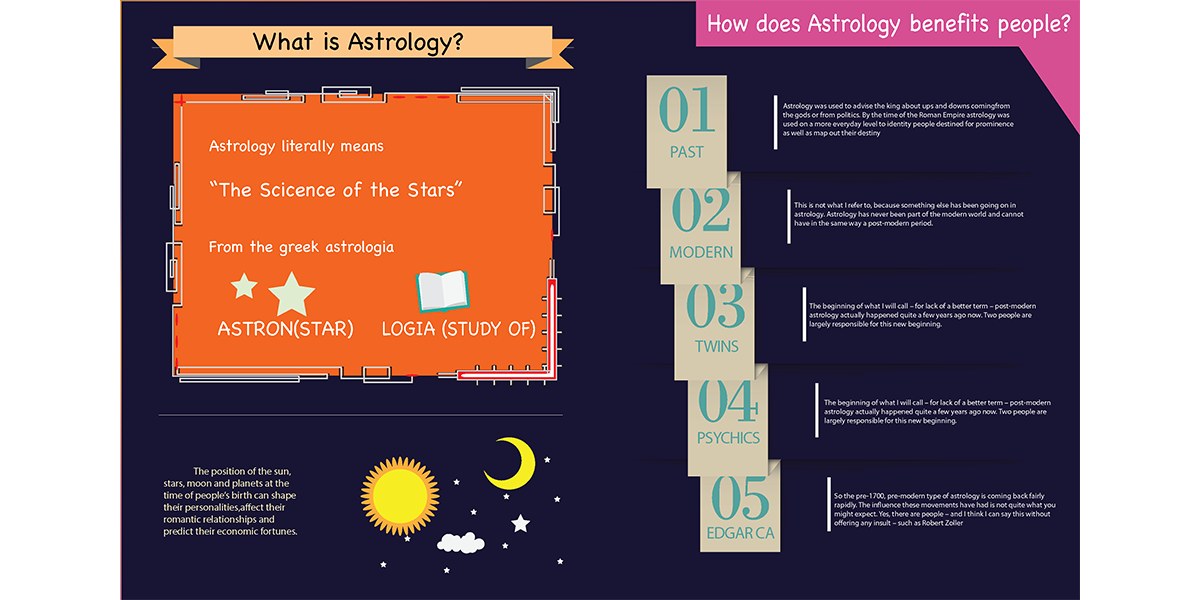 What is Astrology?
Astrology literally means
“The Scicence of the Stars”
From the greek astrologia
ASTRON(STAR)
LOGIA (STUDY OF)
The position of the sun,
stars, moon and planets at the
time of people's birth can shape
their personalities,affect their
romantic relationships and
predict their economic fortunes.
How does Astrology benefits people?
01
PAST
Astrology was used to advise the king about ups and downs comingfrom
the gods or from politics. By the time of the Roman Empire astrology was
used on a more everyday level to identity people destined for prominence
as well as map out their destiny
02
MODERN
This is not what I refer to, because something else has been going on in
astrology. Astrology has never been part of the modern world and cannot
have in the same way a post-modern period.
03
TWINS
The beginning of what I will call – for lack of a better term – post-modern
astrology actually happened quite a few years ago now. Two people are
largely responsible for this new beginning.
04
PSYCHICS
The beginning of what I will call – for lack of a better term – post-modern
astrology actually happened quite a few years ago now. Two people are
largely responsible for this new beginning.
05
EDGAR CA
So the pre-1700, pre-modern type of astrology is coming back fairly
rapidly. The influence these movements have had is not quite what you
might expect. Yes, there are people – and I think I can say this without
offering any insult – such as Robert Zoller